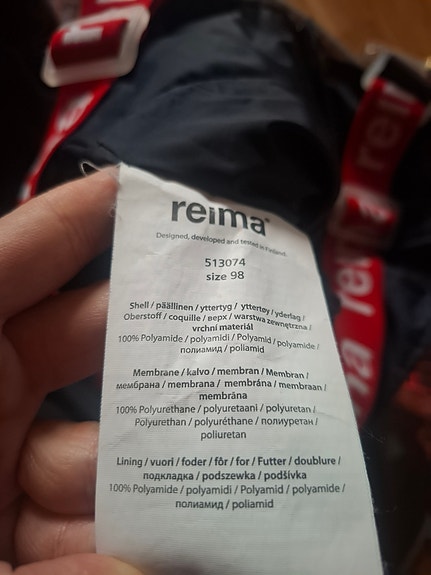 reima®
Designed, developed and tested in Finland.
513074
size 98
Shell / päällinen / yttertyg / yttertøy / yderlag /
Oberstoff / coquille / верх / warstwa zewnętrzna /
vrchní materiál
100% Polyamide / polyamidi / Polyamid / polyamide /
полиамид / poliamid
Membrane / kalvo / membran / Membran /
мембрана / membrana / membrána / membraan /
membrāna
100% Polyurethane / polyuretaani / polyuretan /
Polyurethan / polyuréthane / полиуретан /
poliuretan
Lining / vuori / foder / fôr / for / Futter / doublure /
подкладка / podszewka / podšívka
100% Polyamide / polyamidi / Polyamid / polyamide /
полиамид / poliamid
rei
reima